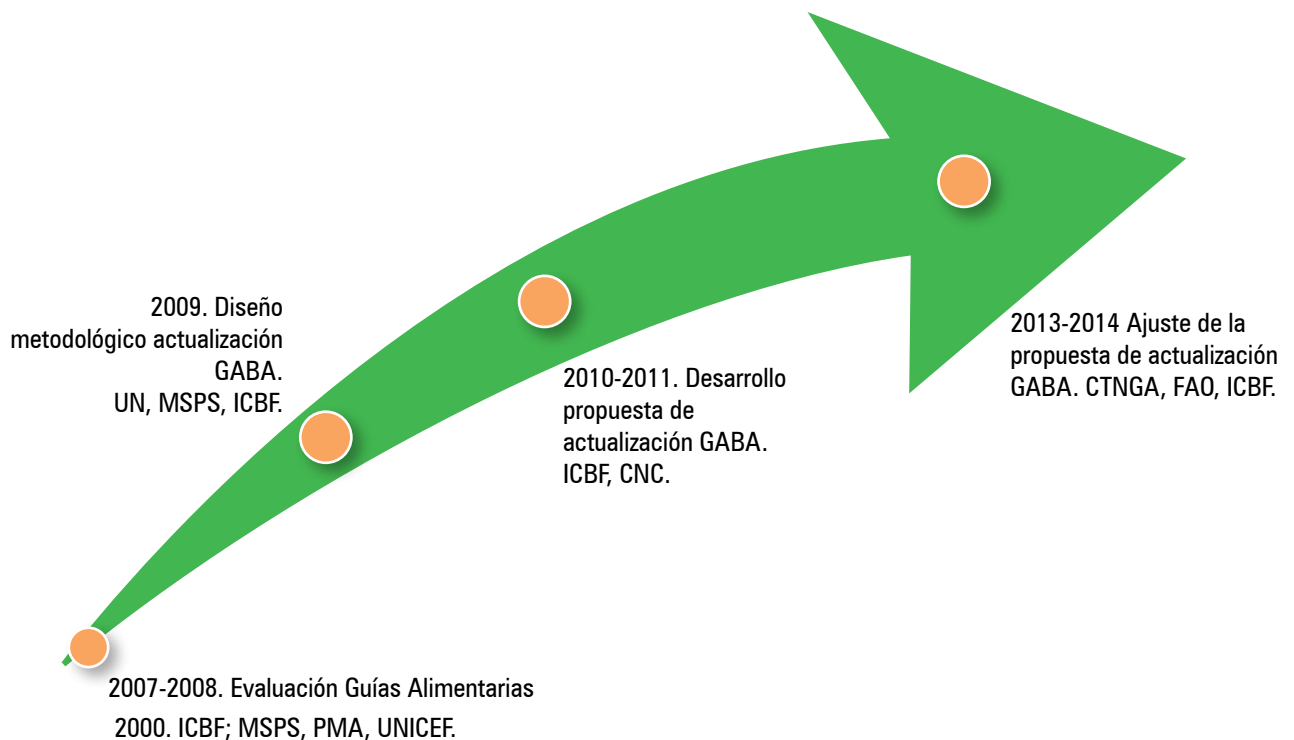 2009. Diseño
metodológico actualización
GABA.
UN, MSPS, ICBF.
2010-2011. Desarrollo
propuesta de
actualización GABA.
ICBF, CNC.
2013-2014 Ajuste de la
propuesta de actualización
GABA. CTNGA, FAO, ICBF.
2007-2008. Evaluación Guías Alimentarias
2000. ICBF; MSPS, PMA, UNICEF.